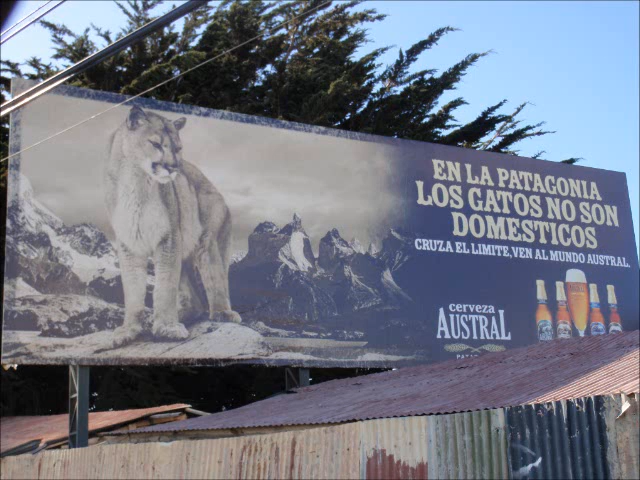 EN LA PATAGONIA
LOS GATOS NO SON
DOMESTICOS
CRUZA EL LIMITE, VEN AL MUNDO AUSTRAL.
cerveza
AUSTRAL